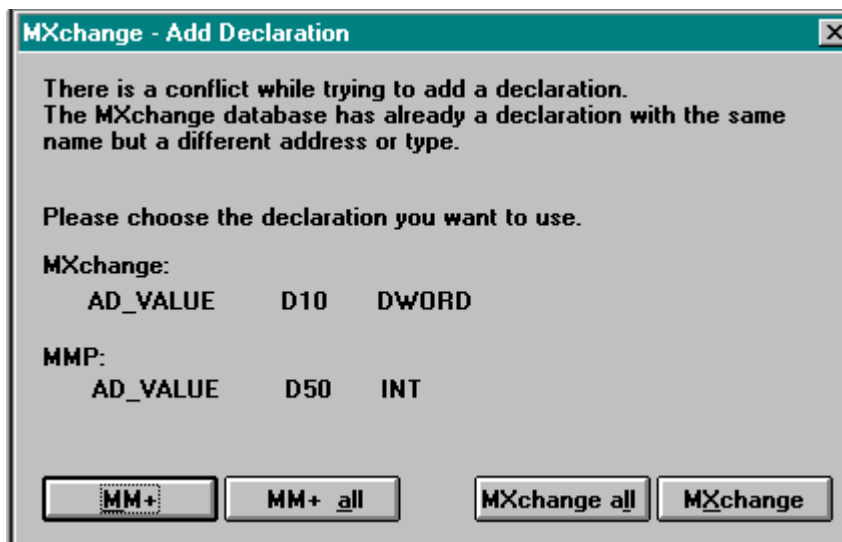 MXchange - Add Declaration
There is a conflict while trying to add a declaration.
The MXchange database has already a declaration with the same
name but a different address or type.
Please choose the declaration you want to use.
MXchange:
AD_VALUE D10 DWORD
MMP:
AD_VALUE D50 INT
MM+ MM+ all MXchange all MXchange